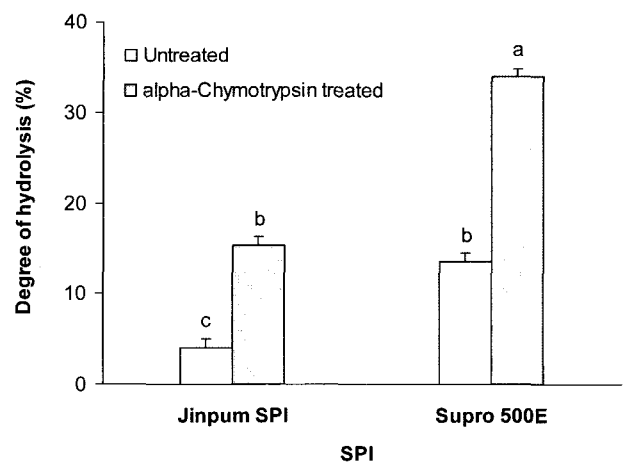 40
30
20
10
0
Degree of hydrolysis (%)
Untreated
alpha-Chymotrypsin treated
c
b
b
a
Jinpum SPI
Supro 500E
SPI